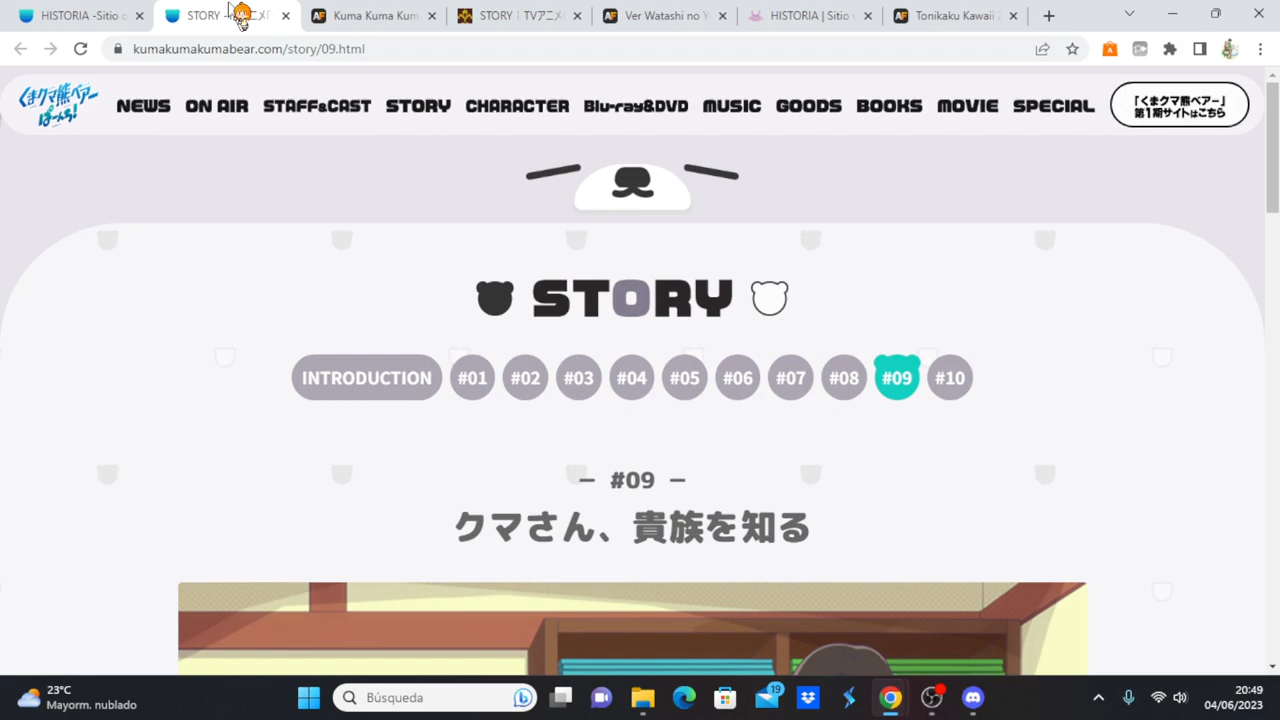 HISTORIA -Sitio o
STORY
Kuma Kuma Kum
STORY | TVアニメ
Ver Watashi no Y
HISTORIA | Sitio v
Tonikaku Kawaii
kumakumakumabear.com/story/09.html
くまクマ熊ベアー
ぱーんち!
NEWS ON AIR STAFF&CAST STORY CHARACTER Blu-ray&DVD MUSIC GOODS BOOKS MOVIE SPECIAL
「くまクマ熊ベアー」
第1期サイトはこちら
STORY
INTRODUCTION #01 #02 #03 #04 #05 #06 #07 #08 #09 #10
— #09 —
クマさん、貴族を知る
23°C
Mayorm. nublado
Búsqueda
19
20:49
04/06/2023